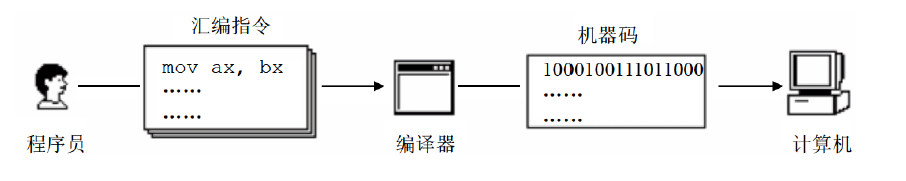 汇编指令
mov ax, bx
……
……
机器码
1000100111011000
……
……
程序员
编译器
计算机